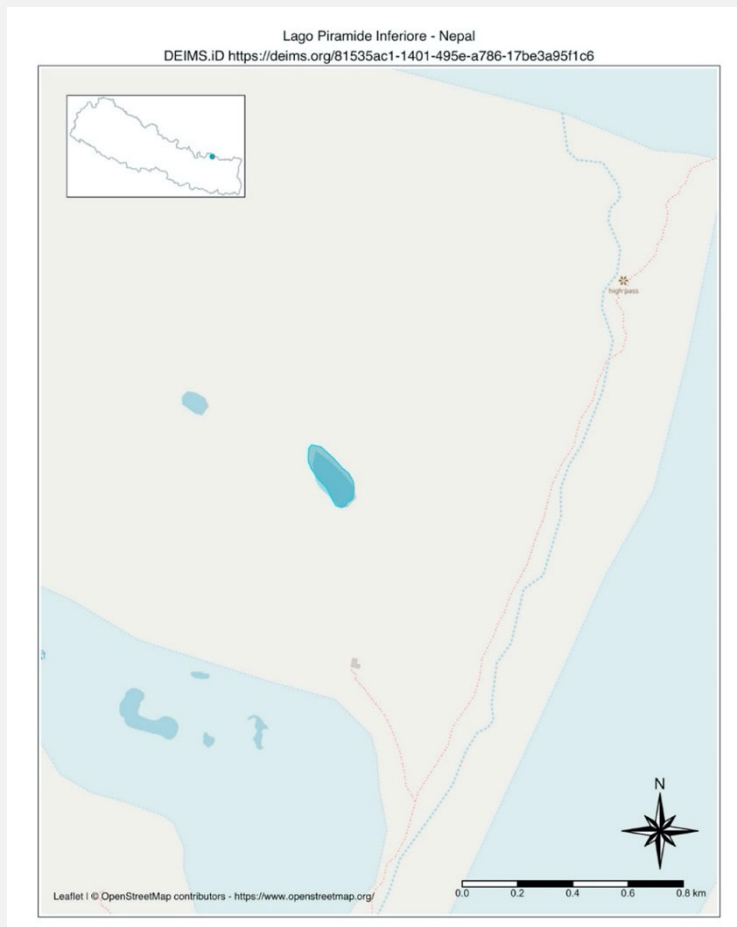 Lago Piramide Inferiore - Nepal
DEIMS.iD https://deims.org/81535ac1-1401-495e-a786-17be3a95f1c6
high pass
N
0.0 0.2 0.4 0.6 0.8 km
Leaflet | © OpenStreetMap contributors - https://www.openstreetmap.org/